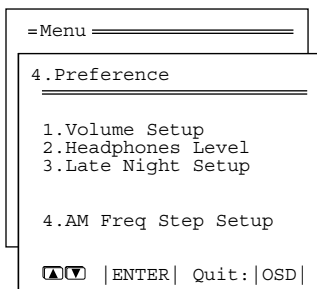 =Menu
4.Preference
1.Volume Setup
2.Headphones Level
3.Late Night Setup
4.AM Freq Step Setup
▲▼ |ENTER| Quit:|OSD|